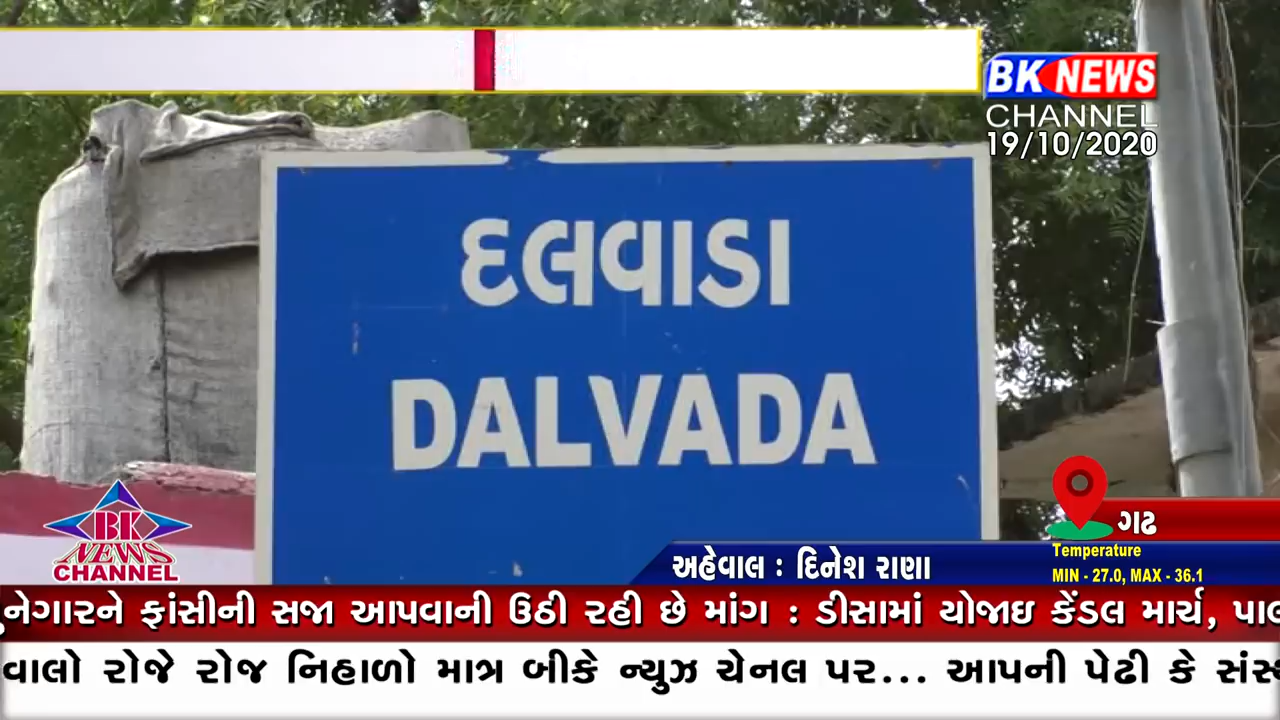 BK NEWS
CHANNEL
19/10/2020
દલવાડા
DALVADA
ગઢ
Temperature
MIN - 27.0, MAX - 36.1
અહેવાલ : દિનેશ રાણા
BK
NEWS
CHANNEL
ફાંસીની સજા આપવાની ઉઠી રહી છે માંગ : ડીસામાં યોજાઇ કેંડલ માર્ચ,
રોજે રોજ નિહાળો માત્ર બીકે ન્યુઝ ચેનલ પર... આપની પેઢી કે